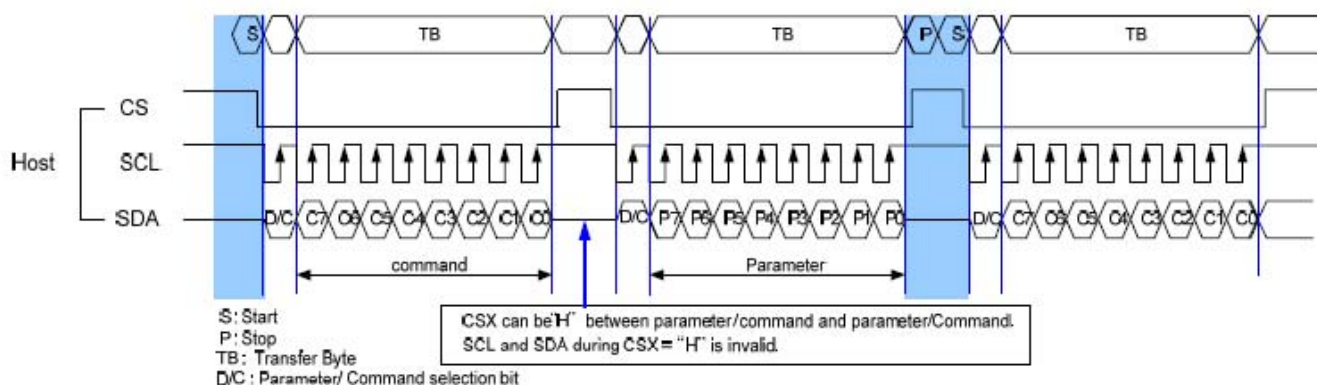 S TB TB P S TB
CS
Host SCL
SDA D/C C7 C6 C5 C4 C3 C2 C1 C0 D/C P7 P6 P5 P4 P3 P2 P1 P0 D/C C7 C6 C5 C4 C3 C2 C1 C0
command Parameter
S: Start
P: Stop
TB: Transfer Byte
D/C : Parameter/ Command selection bit
CSX can be "H" between parameter/command and parameter/Command.
SCL and SDA during CSX = "H" is invalid.